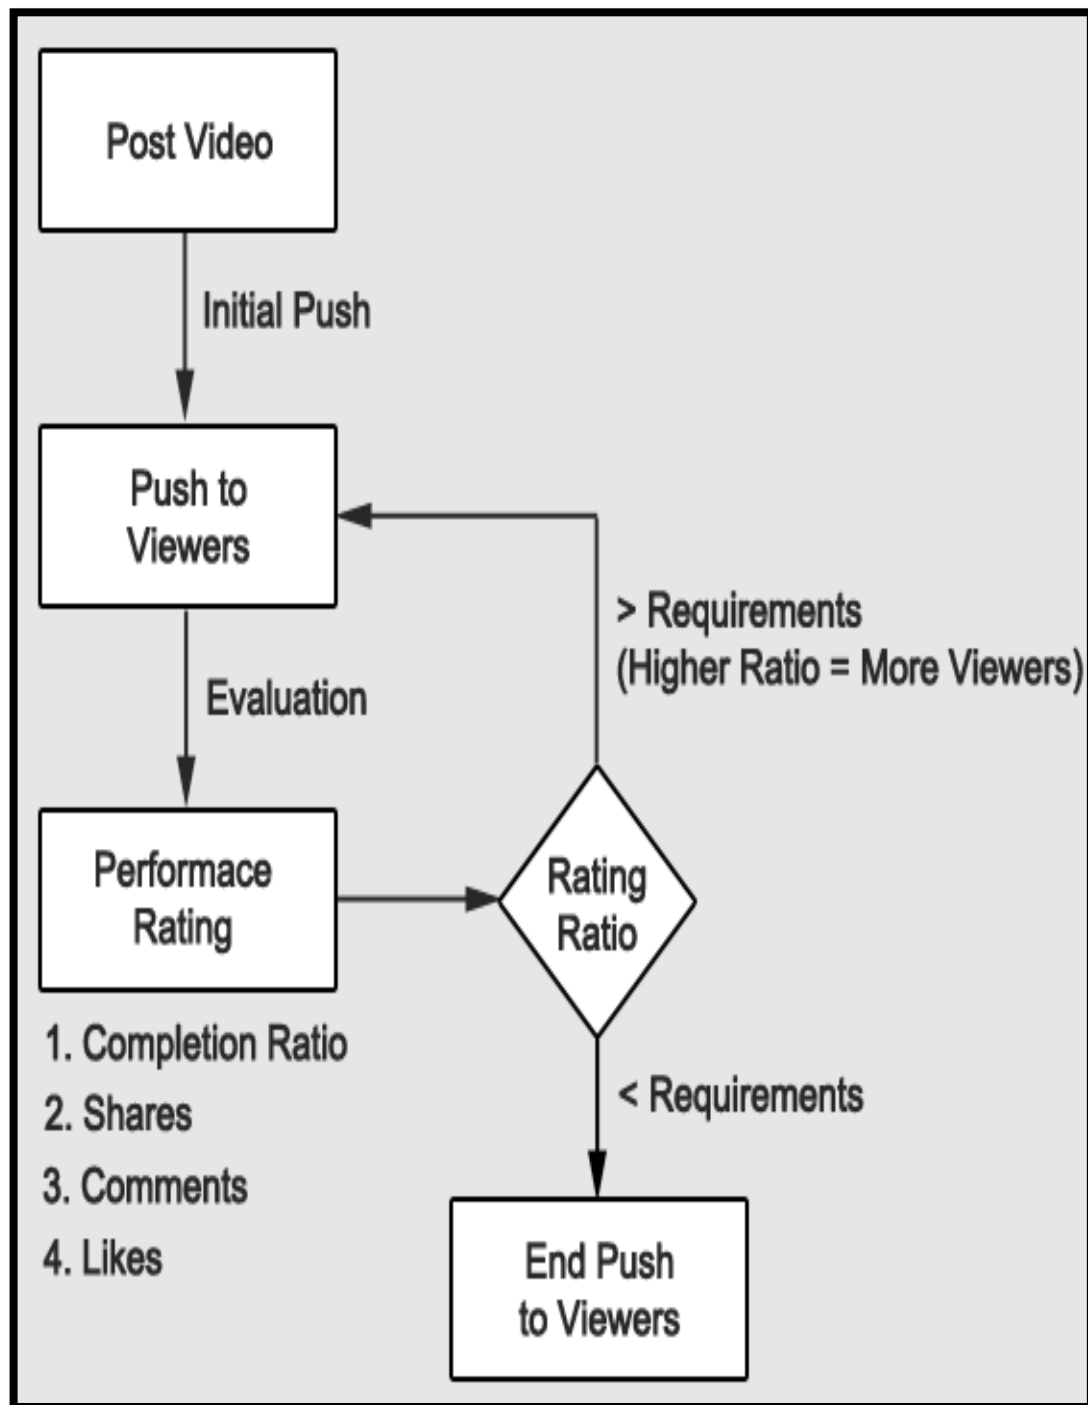 Post Video
Initial Push
Push to
Viewers
> Requirements
(Higher Ratio = More Viewers)
Evaluation
Performace
Rating
Rating
Ratio
1. Completion Ratio
2. Shares
3. Comments
4. Likes
< Requirements
End Push
to Viewers